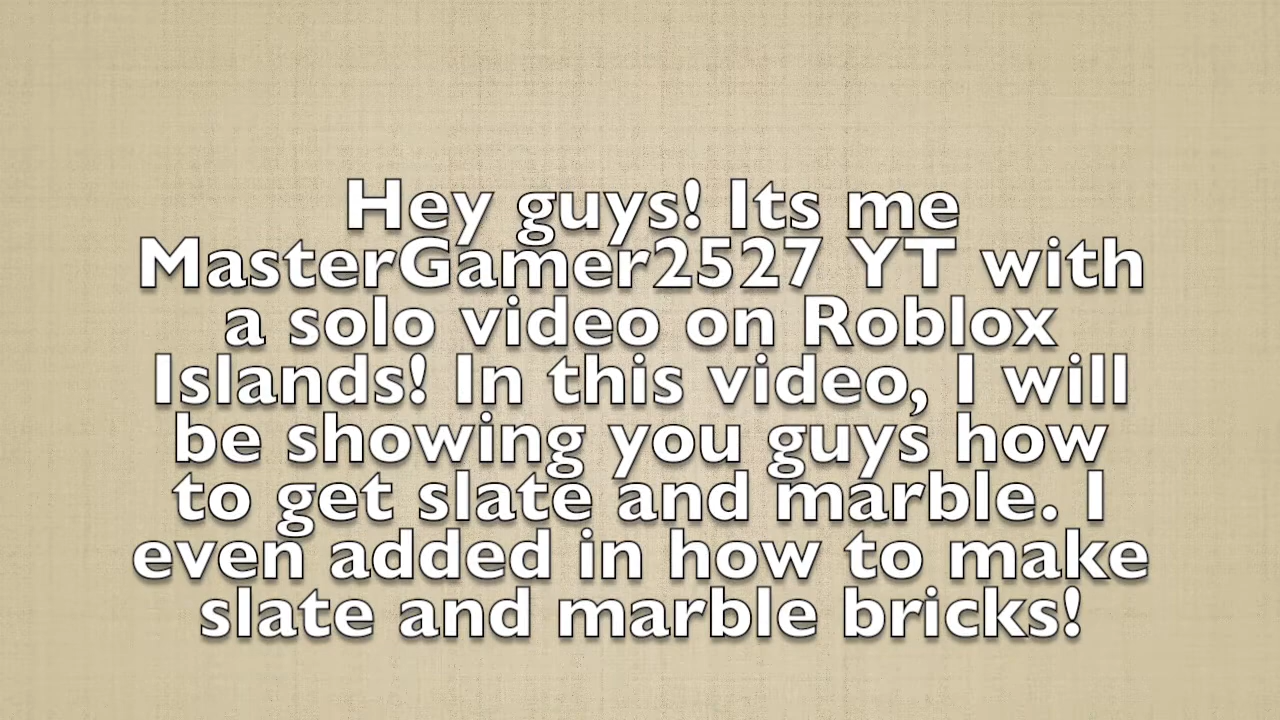 Hey guys! Its me
MasterGamer2527 YT with
a solo video on Roblox
Islands! In this video, I will
be showing you guys how
to get slate and marble. I
even added in how to make
slate and marble bricks!